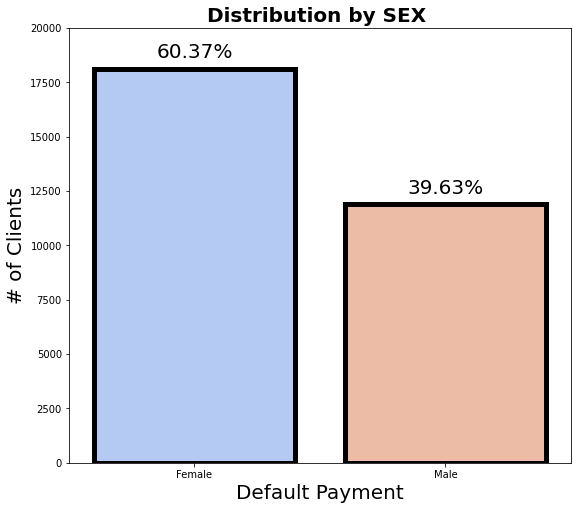 Distribution by SEX
20000
60.37%
17500
15000
39.63%
12500
# of Clients
10000
7500
5000
2500
0
Female
Male
Default Payment